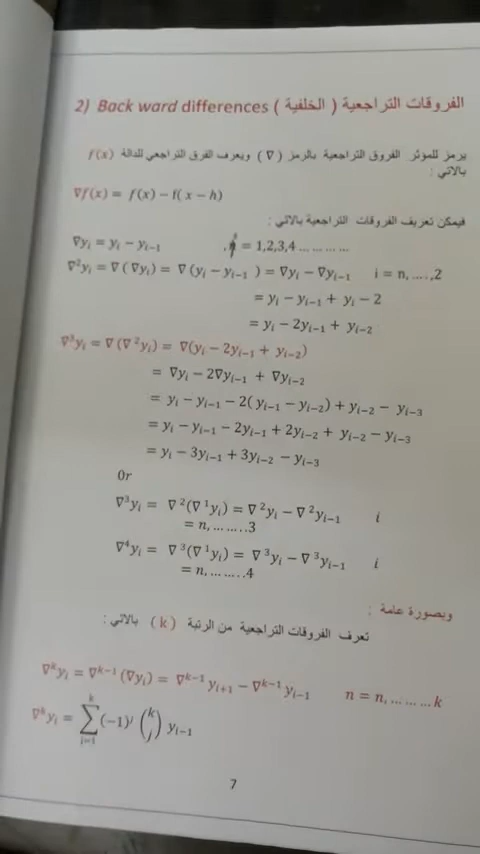 2) Back ward differences ( الفروقات التراجعية ( الخلفية
يرمز للمؤثر الفروق التراجعية بالرمز ( ∇ ) ويعرف الفرق التراجعي للدالة f(x)
بالاتي :
∇f(x) = f(x) − f( x − h)
فيمكن تعريف الفروقات التراجعية بالاتي :
∇yᵢ = yᵢ − yᵢ₋₁ , = 1,2,3,4 ... ... ... ...
∇²yᵢ = ∇ ( ∇yᵢ) = ∇ (yᵢ − yᵢ₋₁ ) = ∇yᵢ − ∇yᵢ₋₁ i = n, ... . ,2
= yᵢ − yᵢ₋₁ + yᵢ − 2
= yᵢ − 2yᵢ₋₁ + yᵢ₋₂
∇³yᵢ = ∇ (∇ ²yᵢ) = ∇(yᵢ − 2yᵢ₋₁ + yᵢ₋₂)
= ∇yᵢ − 2∇yᵢ₋₁ + ∇yᵢ₋₂
= yᵢ − yᵢ₋₁ − 2( yᵢ₋₁ − yᵢ₋₂) + yᵢ₋₂ − yᵢ₋₃
= yᵢ − yᵢ₋₁ − 2yᵢ₋₁ + 2yᵢ₋₂ + yᵢ₋₂ − yᵢ₋₃
= yᵢ − 3yᵢ₋₁ + 3yᵢ₋₂ − yᵢ₋₃
Or
∇³yᵢ = ∇ ²(∇ ¹yᵢ) = ∇ ²yᵢ − ∇ ²yᵢ₋₁ i
= n, ... ... . .3
∇⁴yᵢ = ∇ ³(∇ ¹yᵢ) = ∇ ³yᵢ − ∇ ³yᵢ₋₁ i
= n, ... ... . .4
وبصورة عامة :
تعرف الفروقات التراجعية من الرتبة ( k ) بالاتي :
∇ᵏyᵢ = ∇ᵏ⁻¹ (∇yᵢ) = ∇ᵏ⁻¹ yᵢ₊₁ − ∇ᵏ⁻¹ yᵢ₋₁ n = n, ... ... ... k
∇ᵏyᵢ = ∑ᵢ₌₁ᵏ (−1)ʲ (k j) yᵢ₋₁
7